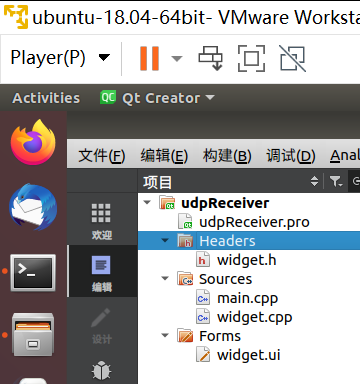 ubuntu-18.04-64bit- VMware Worksta
Player(P)
Activities QC Qt Creator
文件(F) 编辑(E) 构建(B) 调试(D) Anal
项目
udpReceiver
udpReceiver.pro
欢迎
Headers
widget.h
编辑
Sources
main.cpp
widget.cpp
设计
Forms
widget.ui